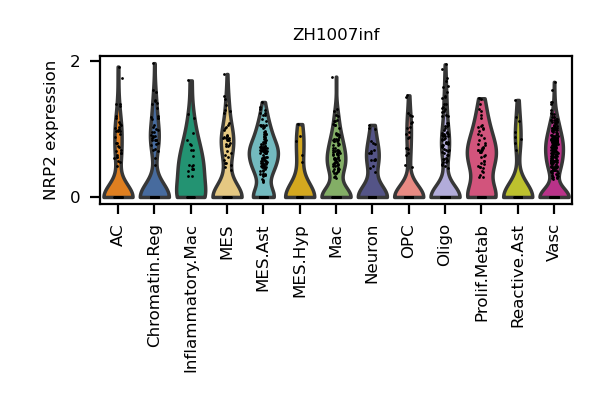 ZH1007inf
NRP2 expression
2
0
AC
Chromatin.Reg
Inflammatory.Mac
MES
MES.Ast
MES.Hyp
Mac
Neuron
OPC
Oligo
Prolif.Metab
Reactive.Ast
Vasc